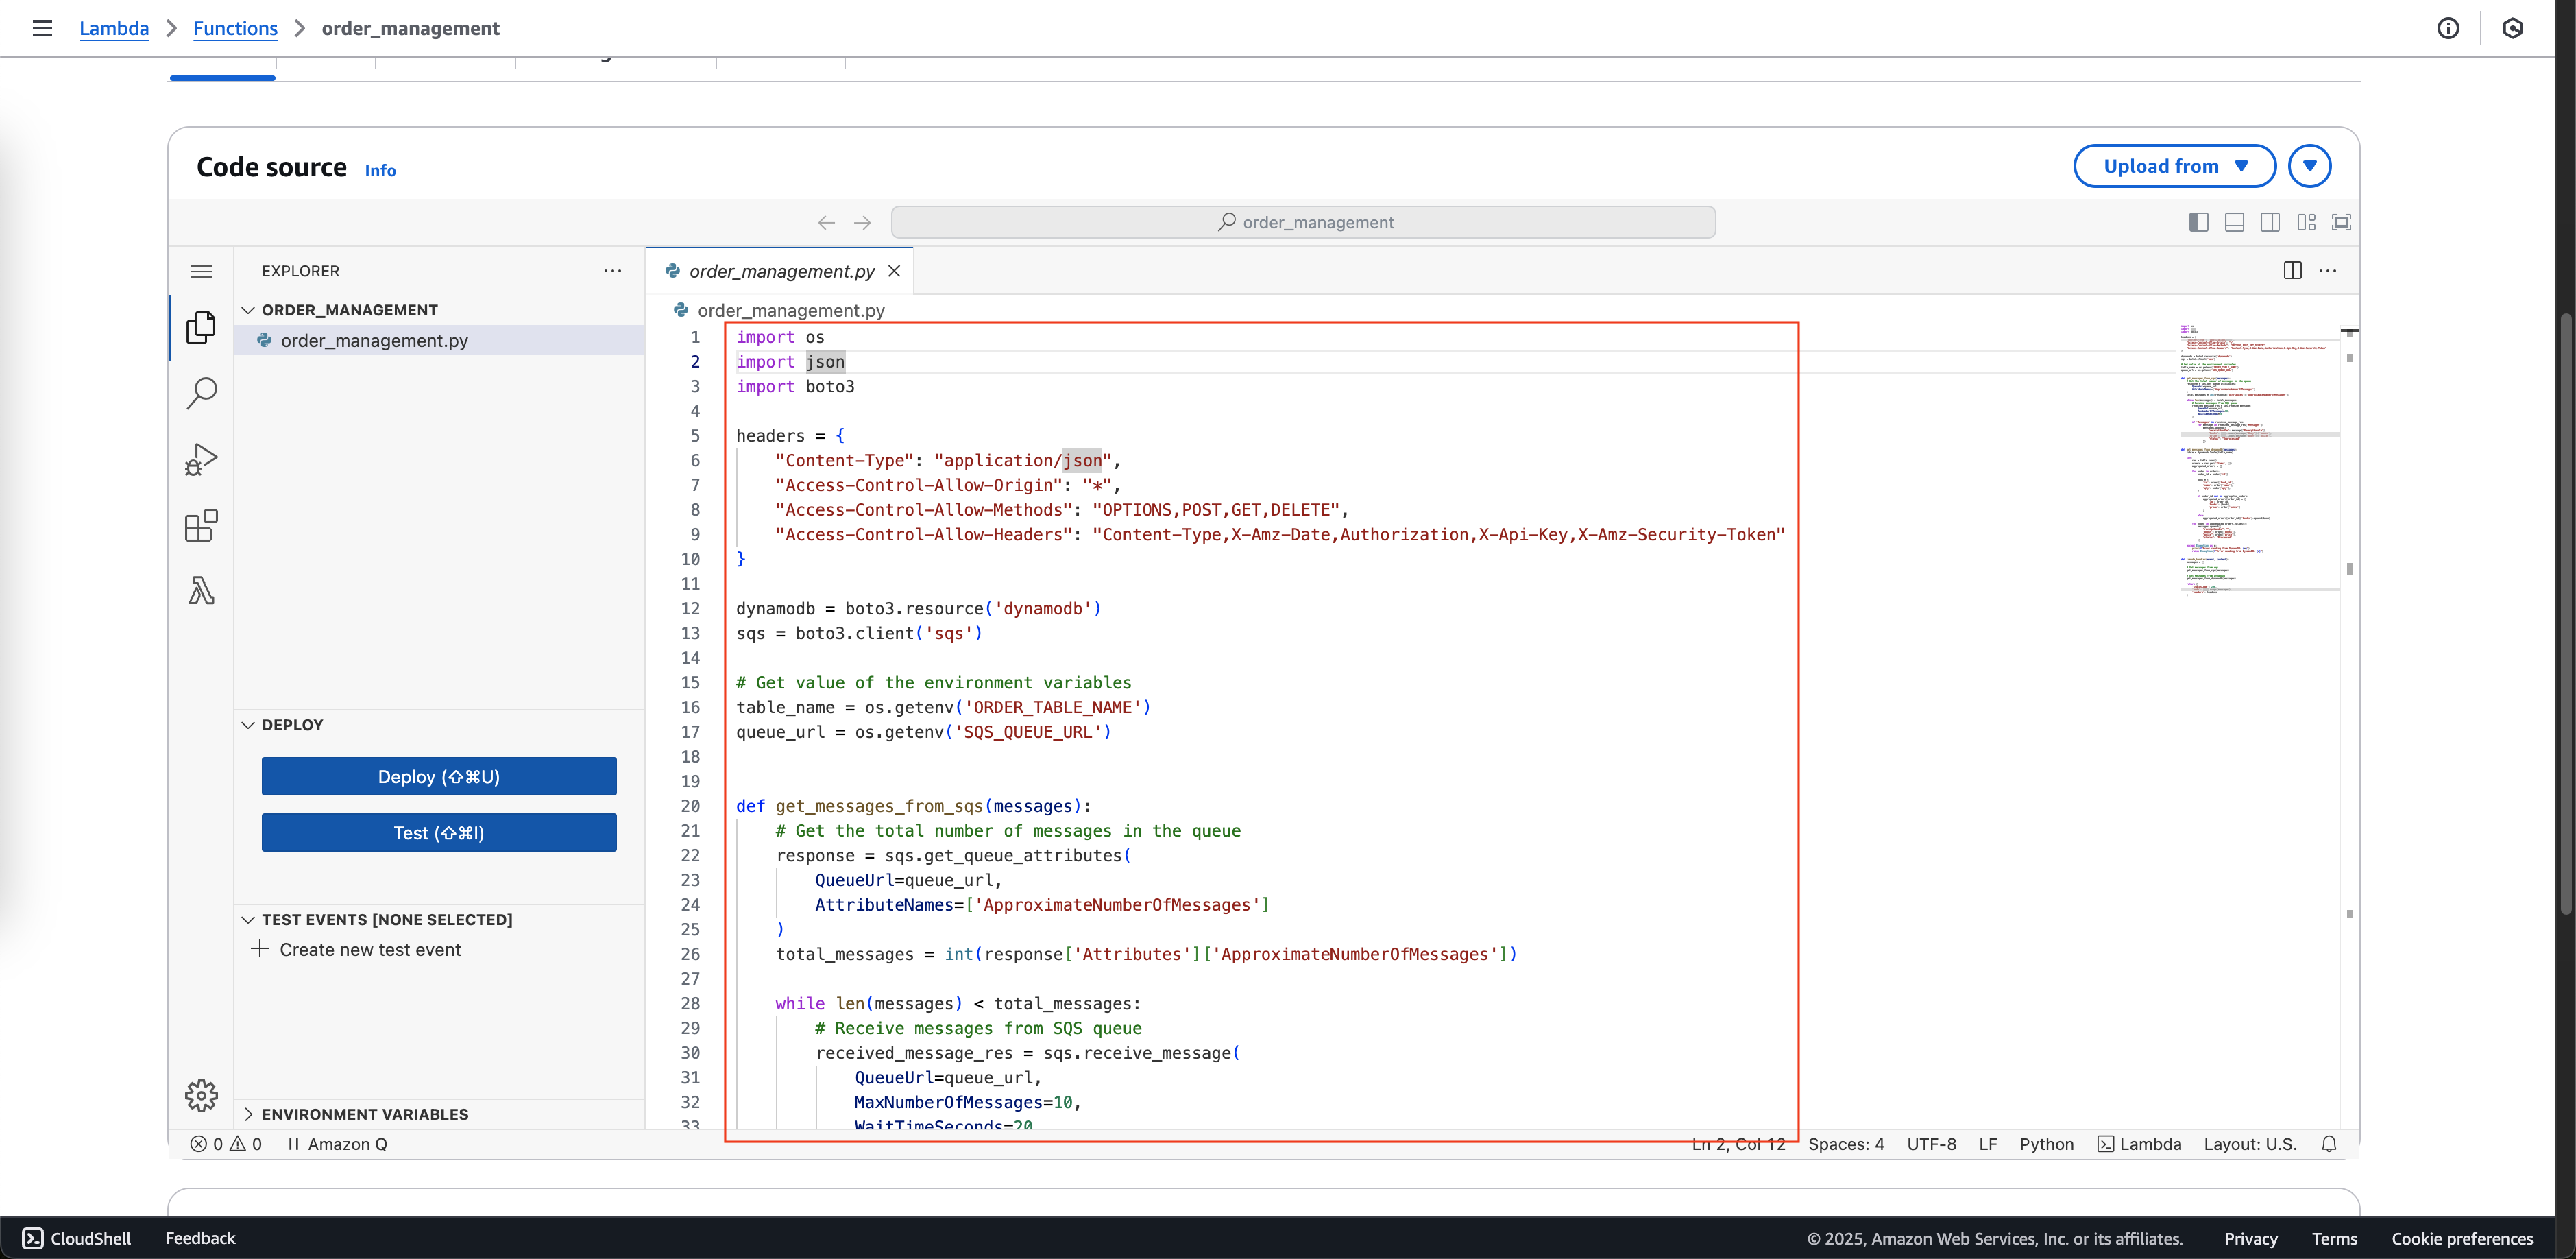 Lambda > Functions > order_management
Code source Info
Upload from
order_management
EXPLORER
order_management.py
ORDER_MANAGEMENT
order_management.py
order_management.py
DEPLOY
Deploy (⇧⌘U)
Test (⇧⌘I)
TEST EVENTS [NONE SELECTED]
Create new test event
ENVIRONMENT VARIABLES
1 import os
2 import json
3 import boto3
4
5 headers = {
6 "Content-Type": "application/json",
7 "Access-Control-Allow-Origin": "*",
8 "Access-Control-Allow-Methods": "OPTIONS,POST,GET,DELETE",
9 "Access-Control-Allow-Headers": "Content-Type,X-Amz-Date,Authorization,X-Api-Key,X-Amz-Security-Token"
10 }
11
12 dynamodb = boto3.resource('dynamodb')
13 sqs = boto3.client('sqs')
14
15 # Get value of the environment variables
16 table_name = os.getenv('ORDER_TABLE_NAME')
17 queue_url = os.getenv('SQS_QUEUE_URL')
18
19
20 def get_messages_from_sqs(messages):
21 # Get the total number of messages in the queue
22 response = sqs.get_queue_attributes(
23 QueueUrl=queue_url,
24 AttributeNames=['ApproximateNumberOfMessages']
25 )
26 total_messages = int(response['Attributes']['ApproximateNumberOfMessages'])
27
28 while len(messages) < total_messages:
29 # Receive messages from SQS queue
30 received_message_res = sqs.receive_message(
31 QueueUrl=queue_url,
32 MaxNumberOfMessages=10,
33 WaitTimeSeconds=20
0 0 Amazon Q Ln 2, Col 12 Spaces: 4 UTF-8 LF Python Lambda Layout: U.S.
CloudShell Feedback © 2025, Amazon Web Services, Inc. or its affiliates. Privacy Terms Cookie preferences